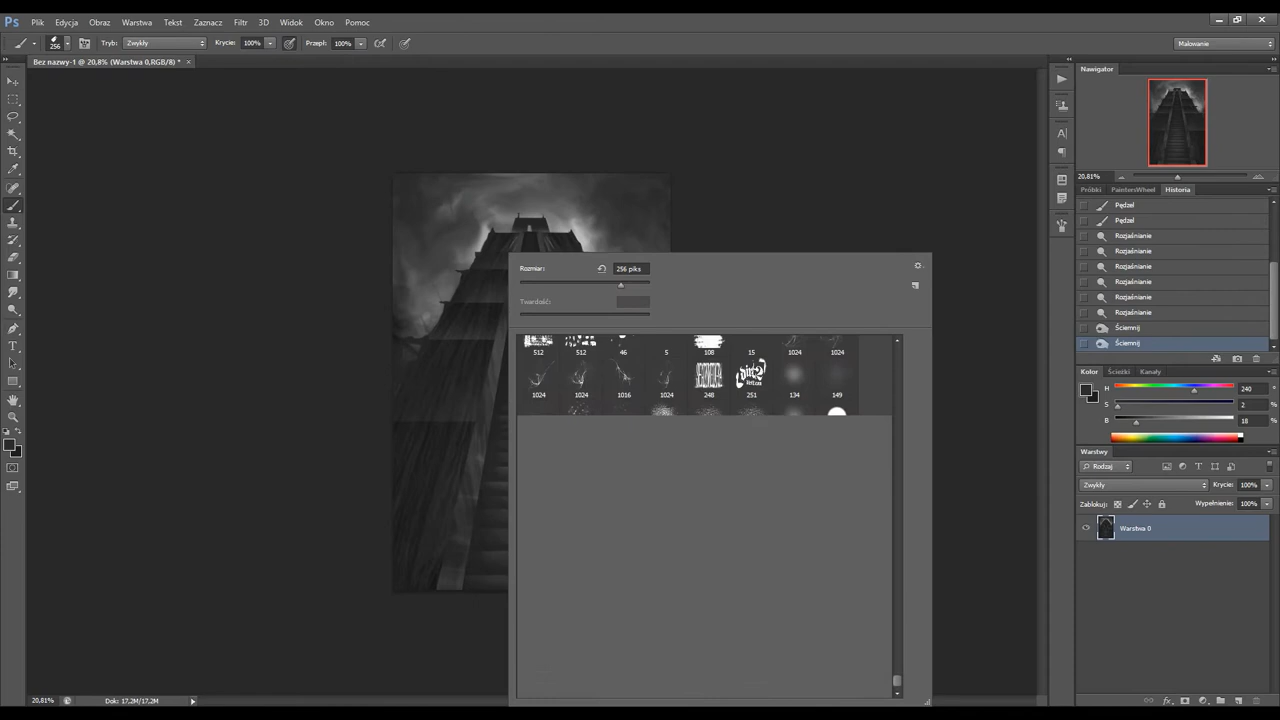 Ps Plik Edycja Obraz Warstwa Tekst Zaznacz Filtr 3D Widok Okno Pomoc
256 Tryb: Zwykły Krycie: 100% Przepł: 100% Malowanie
Bez nazwy-1 @ 20,8% (Warstwa 0,RGB/8) * ×
Nawigator
20,81%
Próbki PaintersWheel Historia
Pędzel
Pędzel
Rozjaśnianie
Rozjaśnianie
Rozjaśnianie
Rozjaśnianie
Rozjaśnianie
Rozjaśnianie
Ściemnij
Ściemnij
Rozmiar: 256 piks
Twardość:
512 512 46 5 108 15 1024 1024
1024 1024 1016 1024 248 251 134 149
Kolor Ścieżki Kanały
H 240
S 2 %
B 18 %
Warstwy
Rodzaj
Zwykły Krycie: 100%
Zablokuj: Wypełnienie: 100%
Warstwa 0
20,81% Dok: 17,2M/17,2M